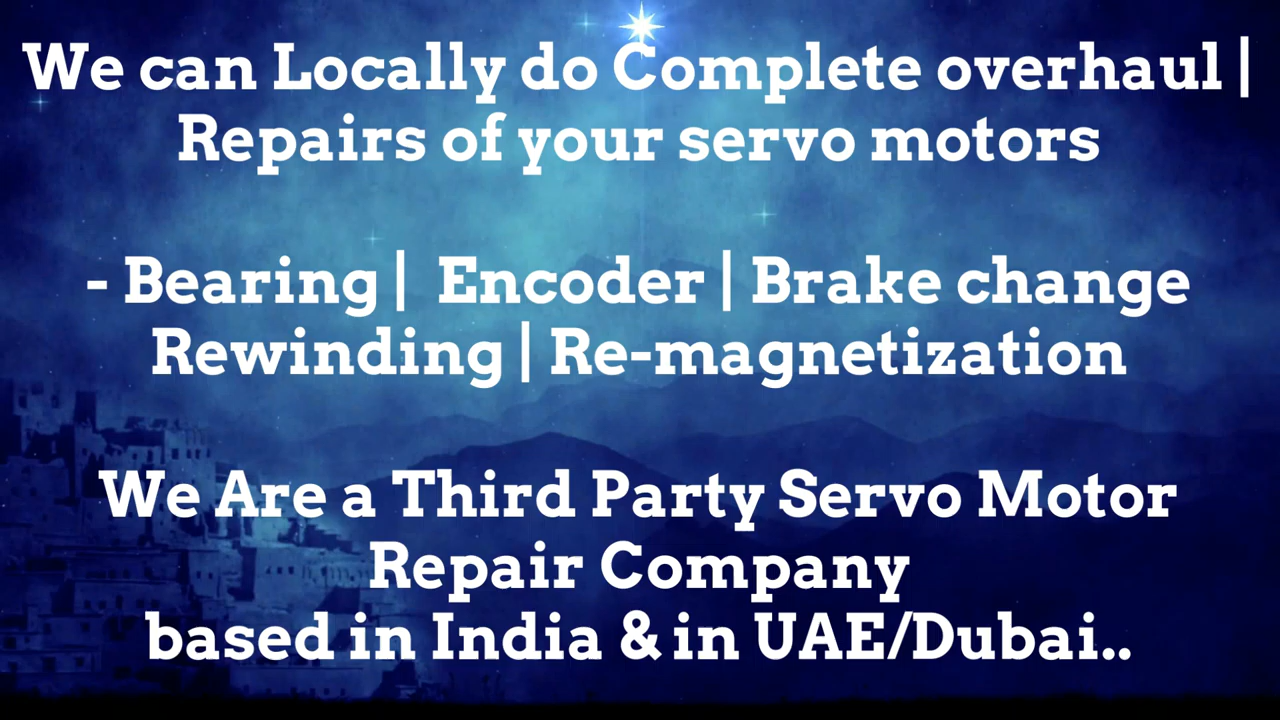 We can Locally do Complete overhaul |
Repairs of your servo motors
- Bearing | Encoder | Brake change
Rewinding | Re-magnetization
We Are a Third Party Servo Motor
Repair Company
based in India & in UAE/Dubai..